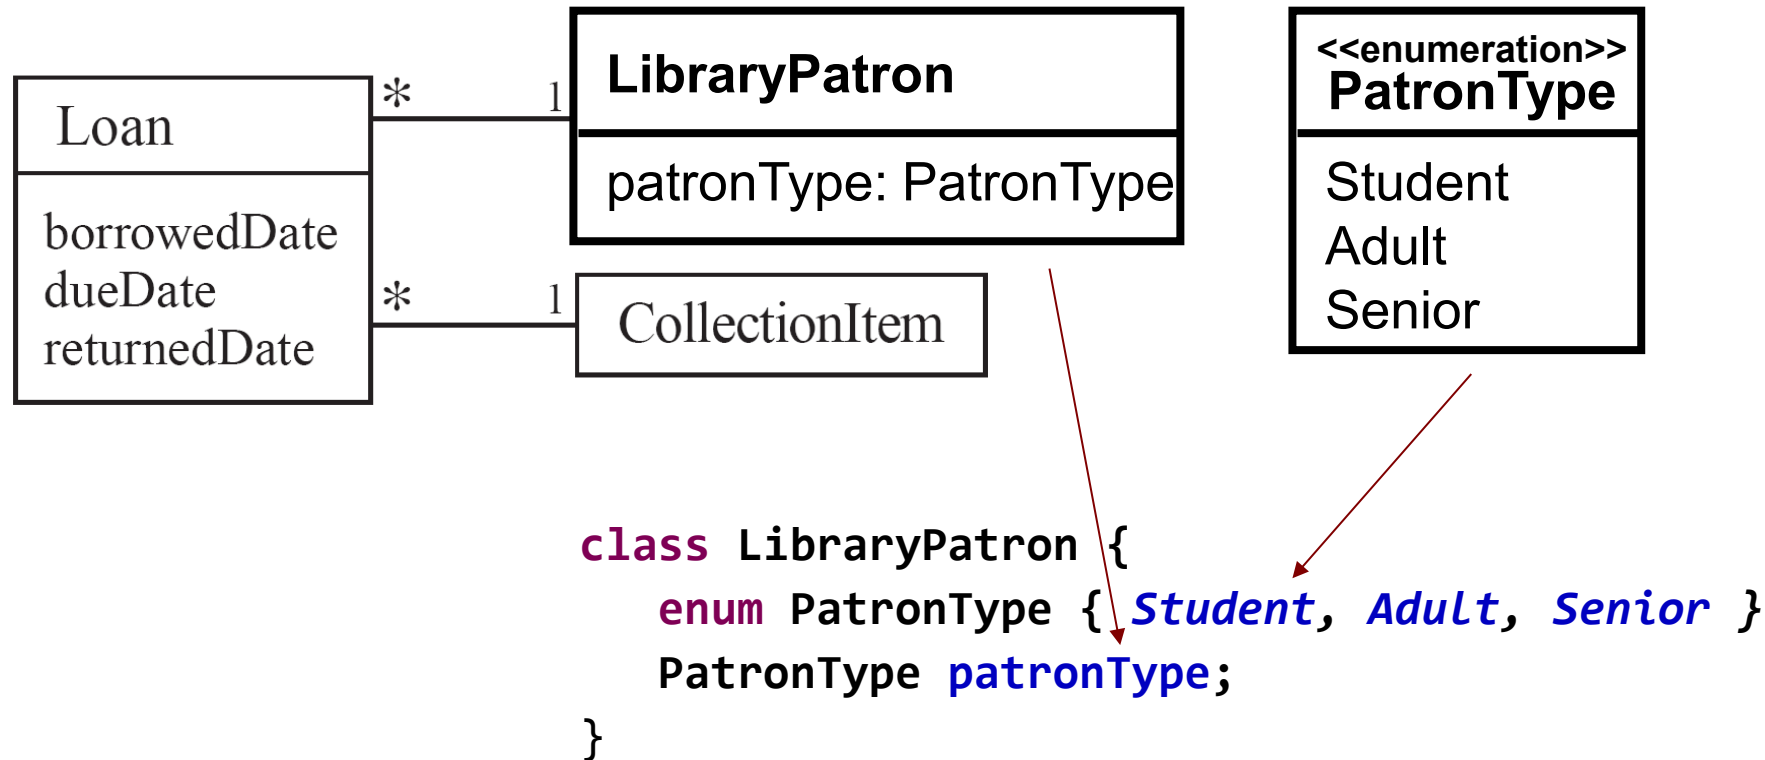 Loan
borrowedDate
dueDate
returnedDate
*
1
*
1
LibraryPatron
patronType: PatronType
CollectionItem
<<enumeration>>
PatronType
Student
Adult
Senior
class LibraryPatron {
enum PatronType { Student, Adult, Senior }
PatronType patronType;
}